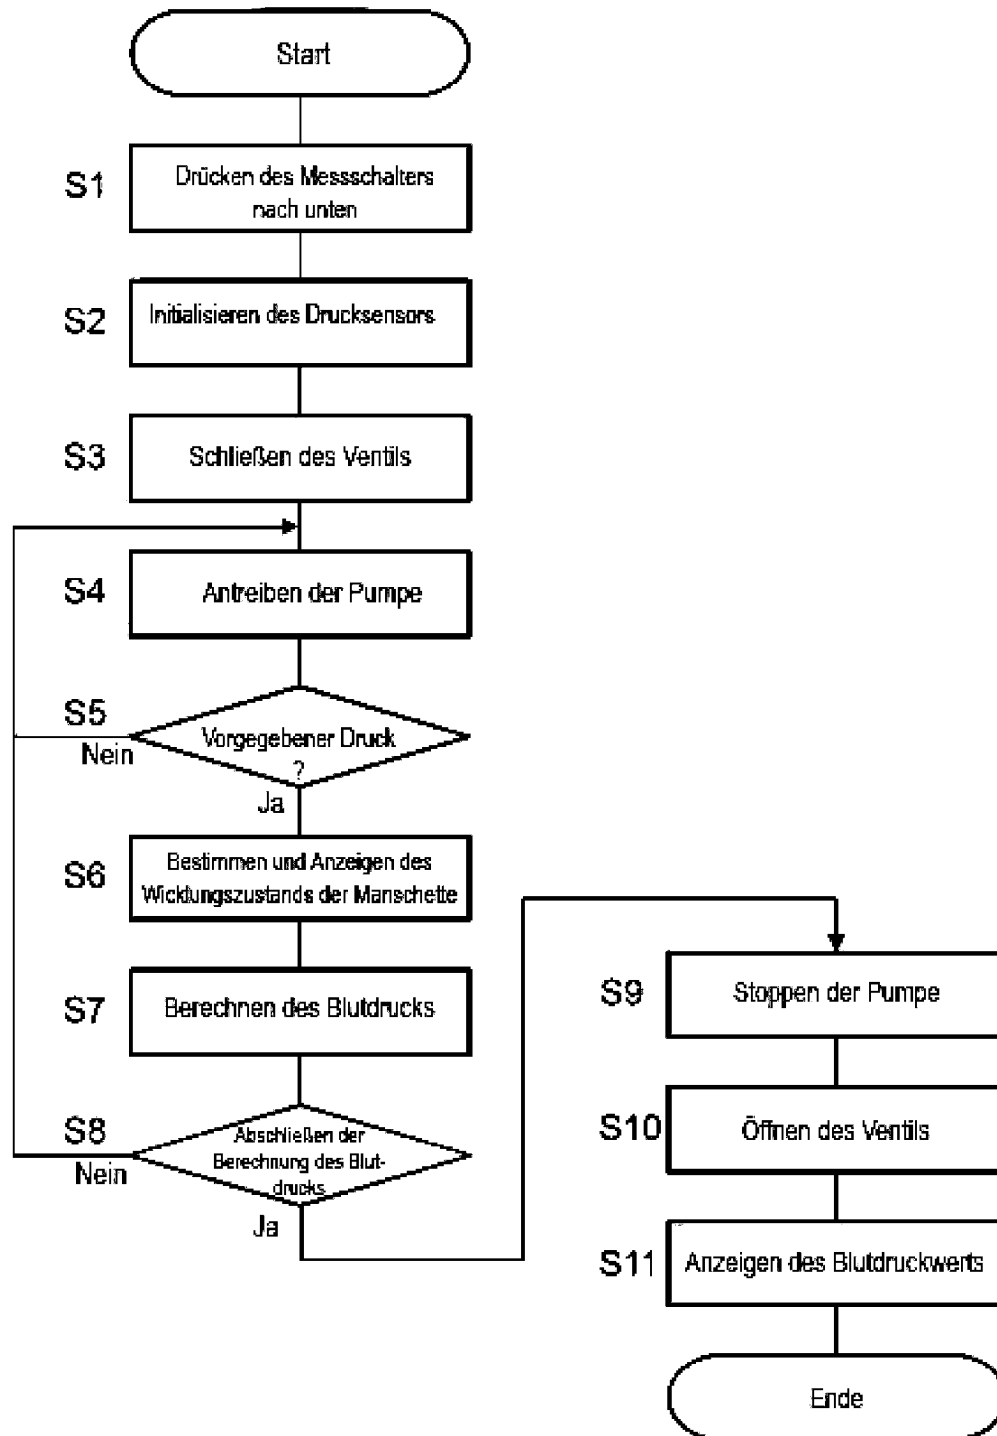 Start
S1
Drücken des Messschalters
nach unten
S2
Initialisieren des Drucksensors
S3
Schließen des Ventils
S4
Antreiben der Pumpe
S5
Vorgegebener Druck
?
Nein
Ja
S6
Bestimmen und Anzeigen des
Wicklungszustands der Manschette
S7
Berechnen des Blutdrucks
S8
Abschließen der
Berechnung des Blut-
drucks
Nein
Ja
S9
Stoppen der Pumpe
S10
Öffnen des Ventils
S11
Anzeigen des Blutdruckwerts
Ende